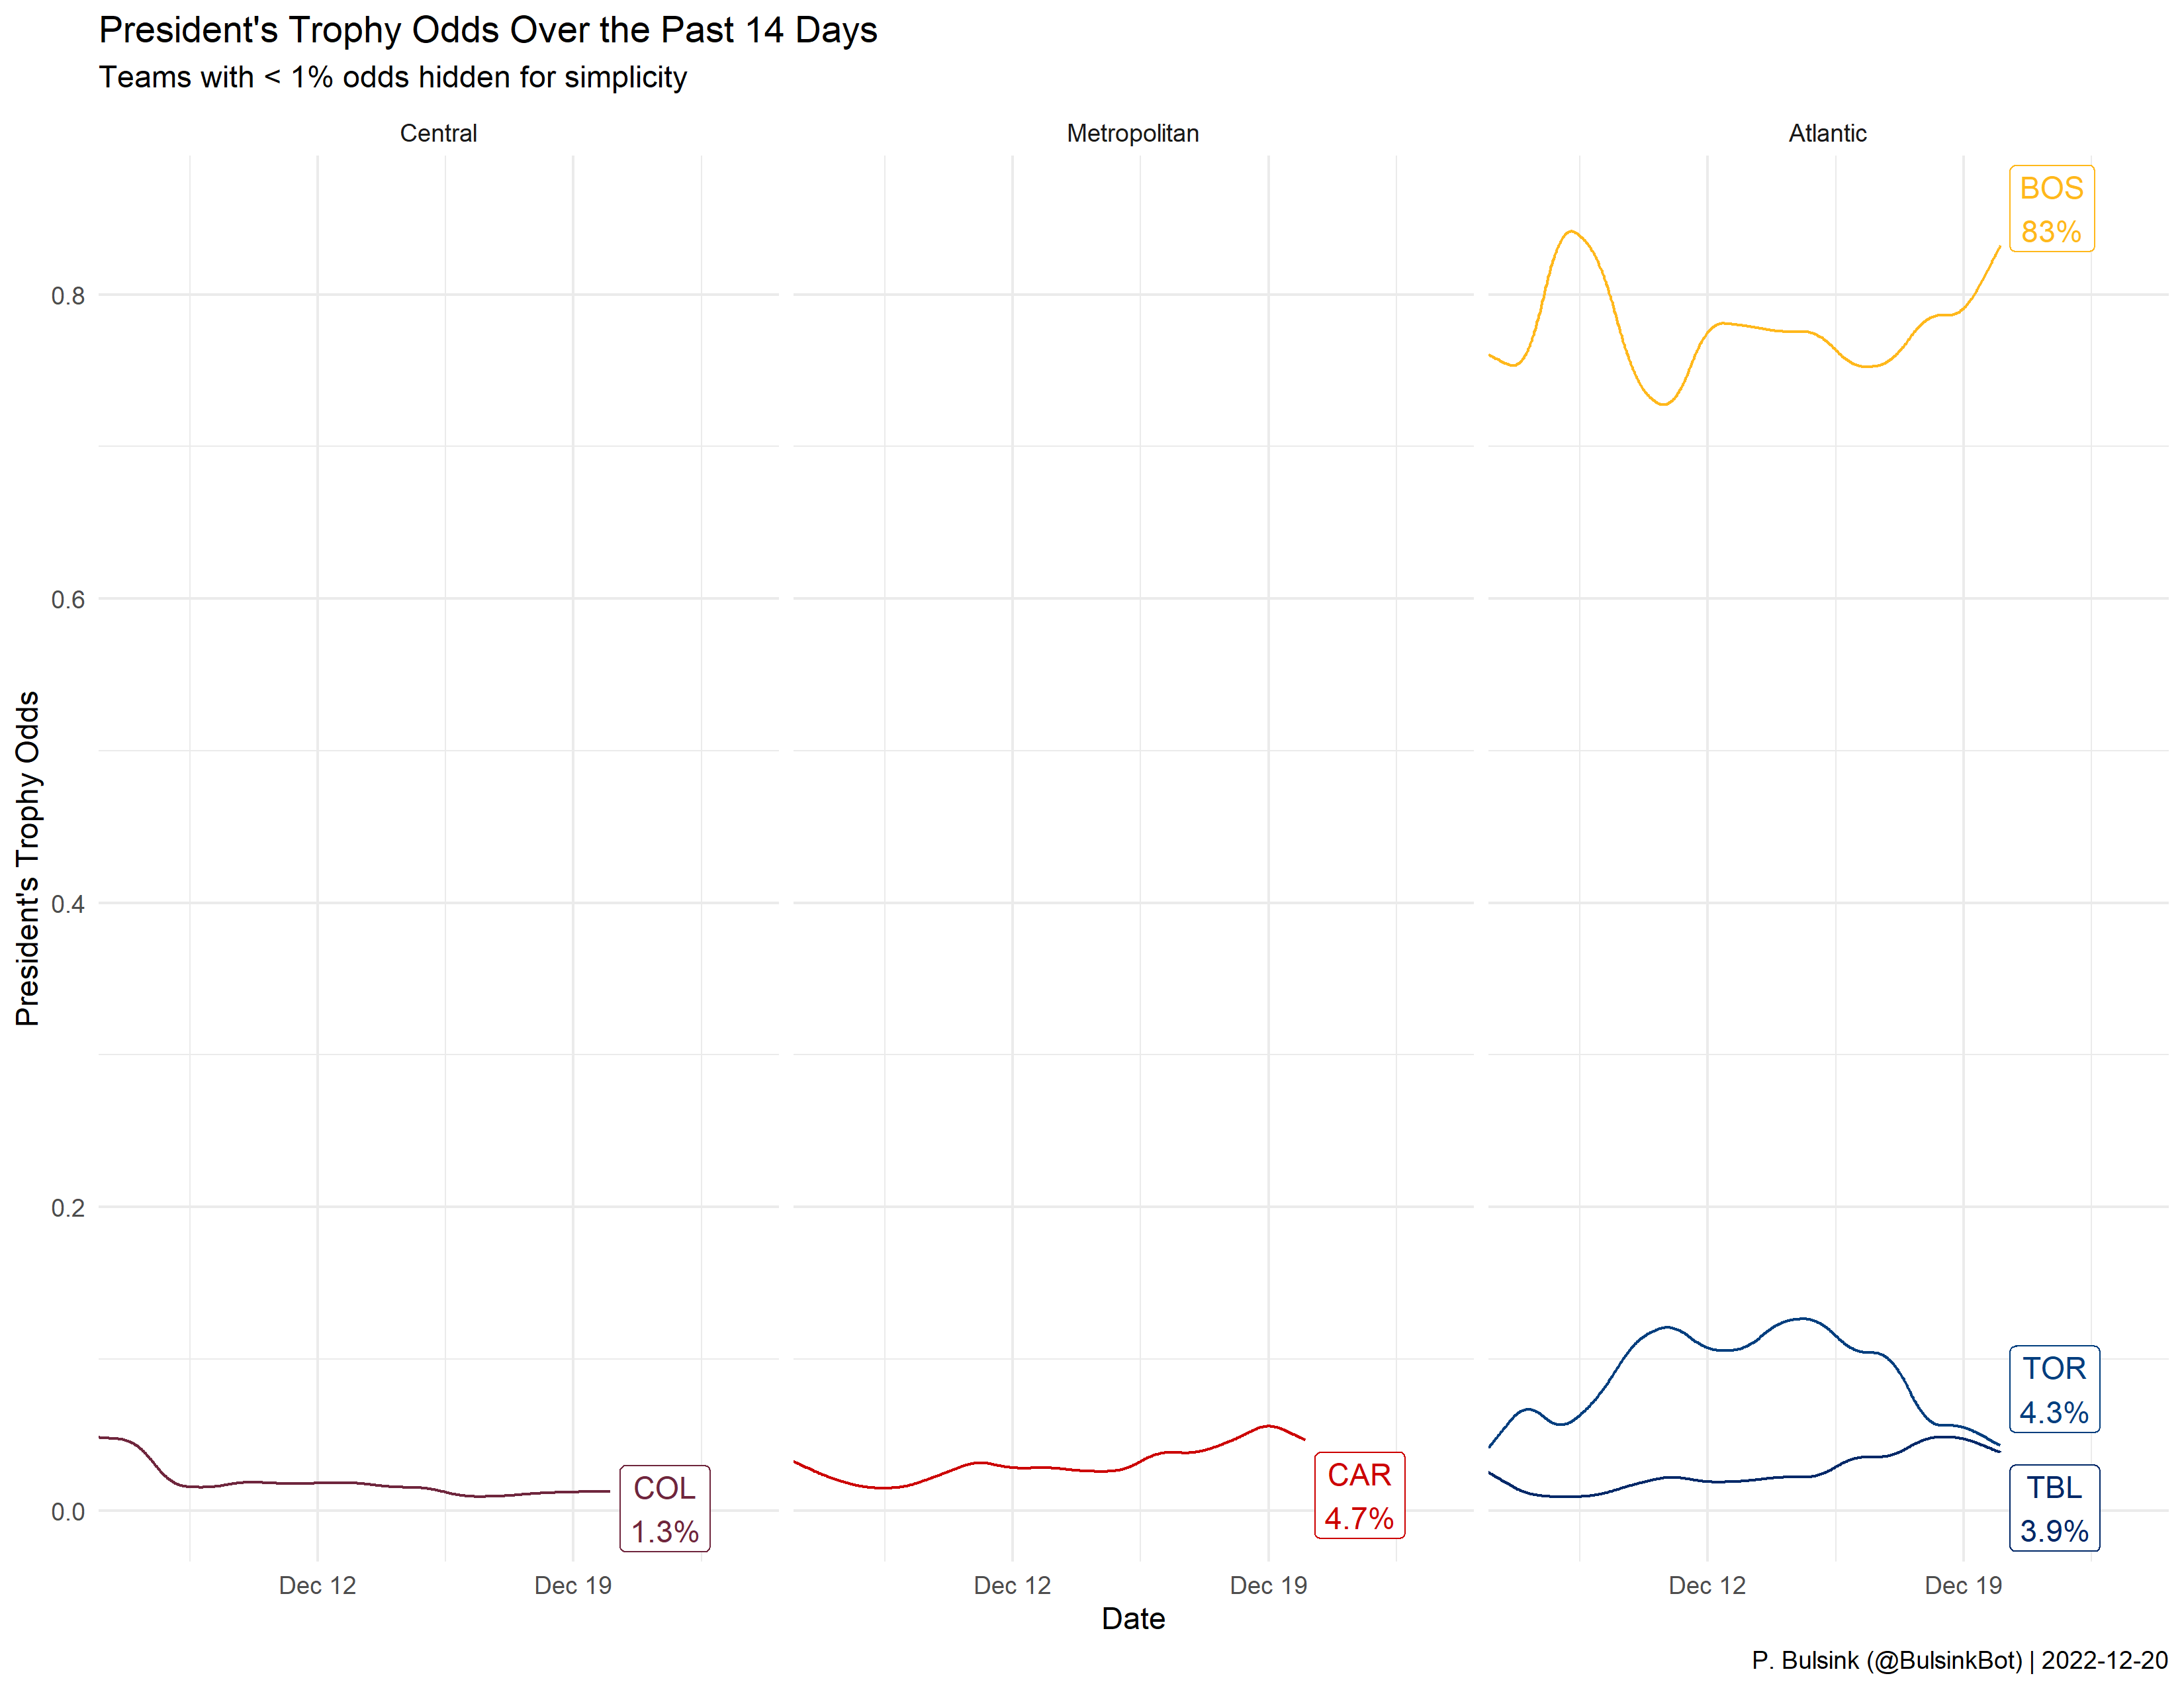 President's Trophy Odds Over the Past 14 Days
Teams with < 1% odds hidden for simplicity
Central
Metropolitan
Atlantic
President's Trophy Odds
0.8
0.6
0.4
0.2
0.0
COL
1.3%
CAR
4.7%
BOS
83%
TOR
4.3%
TBL
3.9%
Dec 12
Dec 19
Dec 12
Dec 19
Dec 12
Dec 19
Date
P. Bulsink (@BulsinkBot) | 2022-12-20